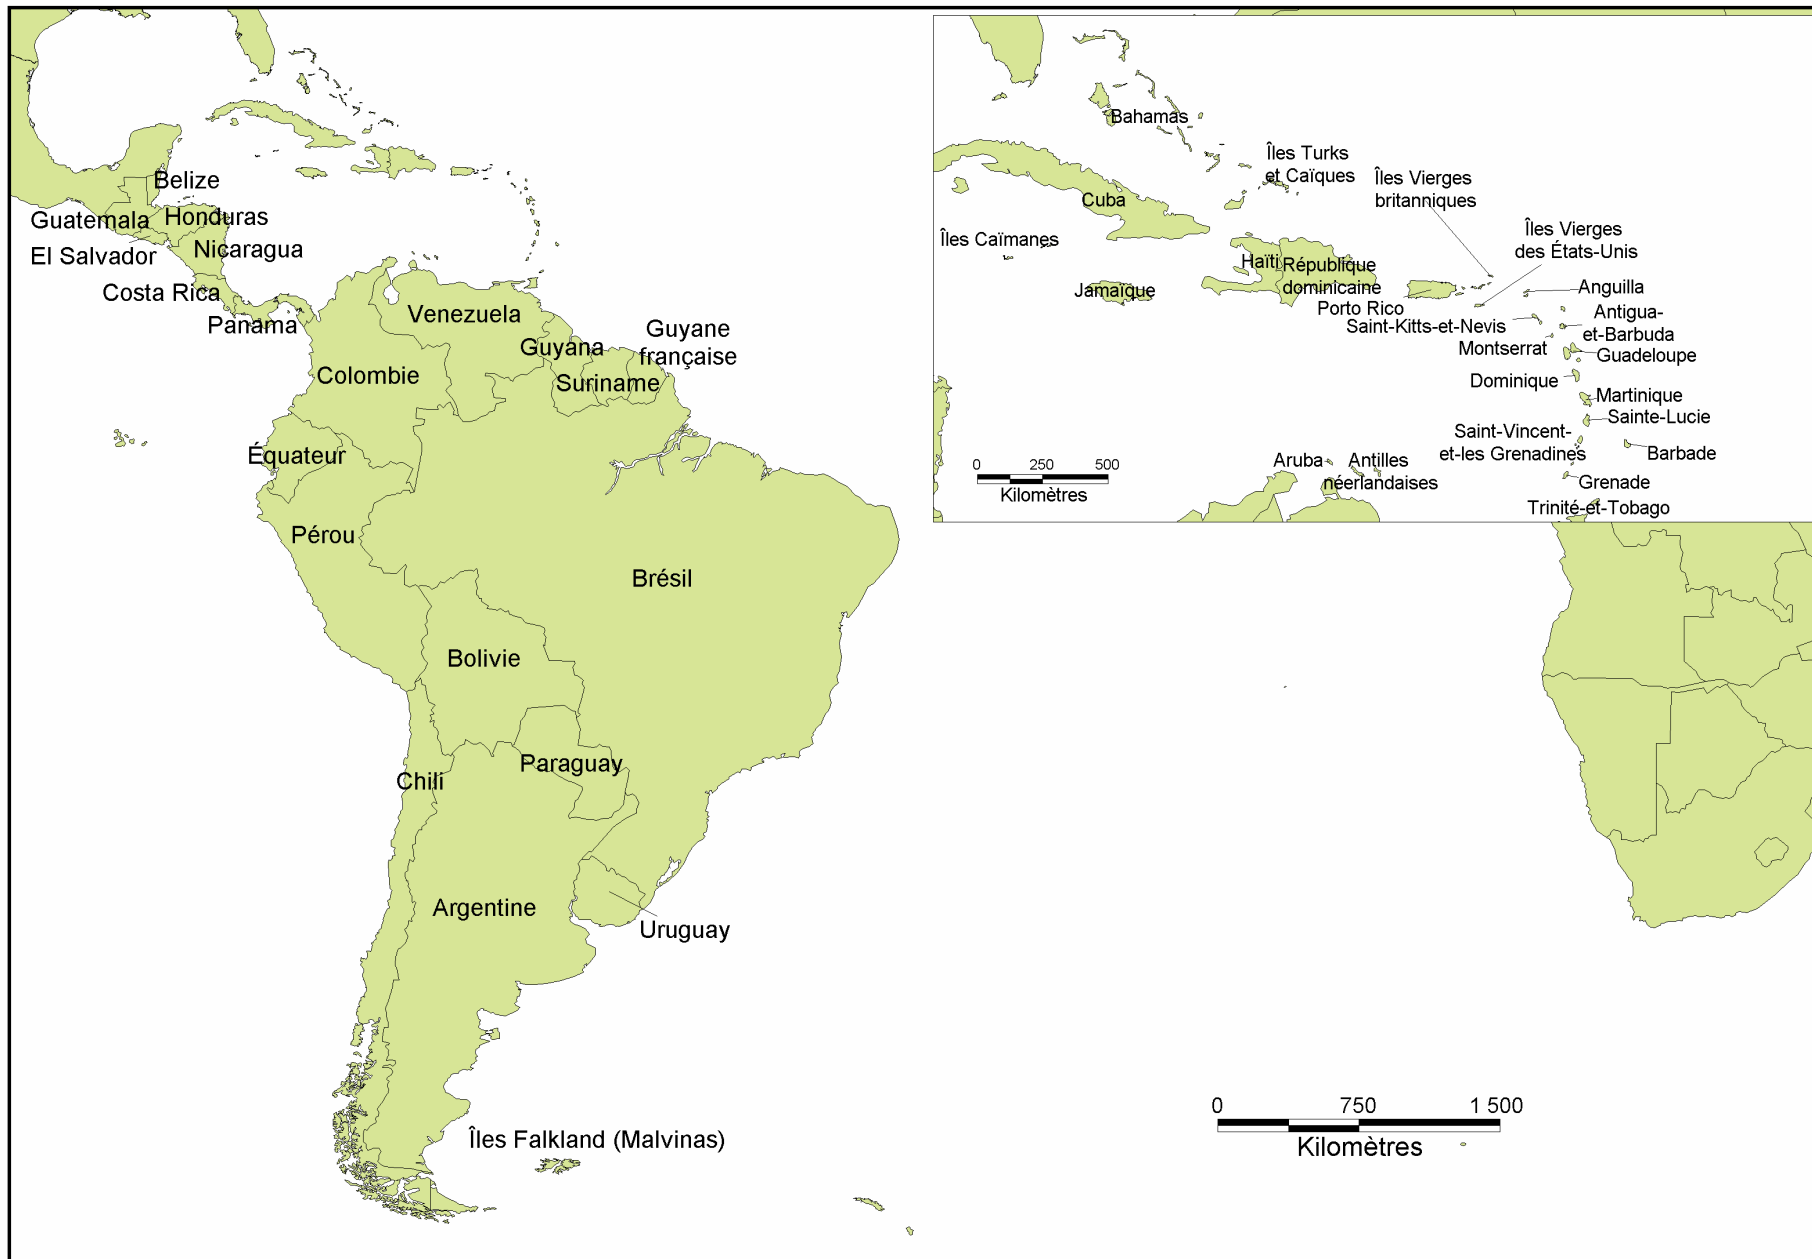 Belize
Guatemala
Honduras
El Salvador
Nicaragua
Costa Rica
Panama
Venezuela
Guyana
Guyane
française
Suriname
Colombie
Équateur
Pérou
Brésil
Bolivie
Paraguay
Chili
Argentine
Uruguay
Îles Falkland (Malvinas)
Bahamas
Îles Turks
et Caïques
Îles Vierges
britanniques
Cuba
Îles Vierges
des États-Unis
Îles Caïmanes
Haïti
République
dominicaine
Jamaïque
Porto Rico
Anguilla
Saint-Kitts-et-Nevis
Antigua-
et-Barbuda
Montserrat
Guadeloupe
Dominique
Martinique
Sainte-Lucie
Saint-Vincent-
et-les Grenadines
Barbade
Aruba
Antilles
néerlandaises
Grenade
Trinité-et-Tobago
0 250 500
Kilomètres
0 750 1 500
Kilomètres